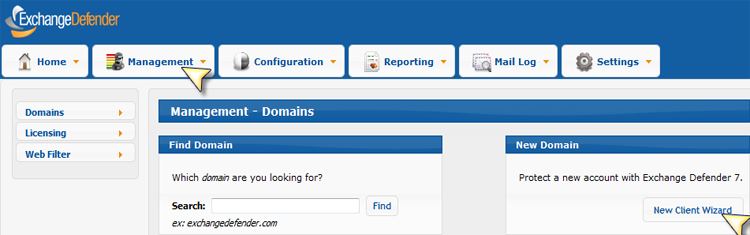 ExchangeDefender
Home
Management
Configuration
Reporting
Mail Log
Settings
Domains
Licensing
Web Filter
Management - Domains
Find Domain
Which domain are you looking for?
Search:
Find
ex: exchangedefender.com
New Domain
Protect a new account with Exchange Defender 7.
New Client Wizard